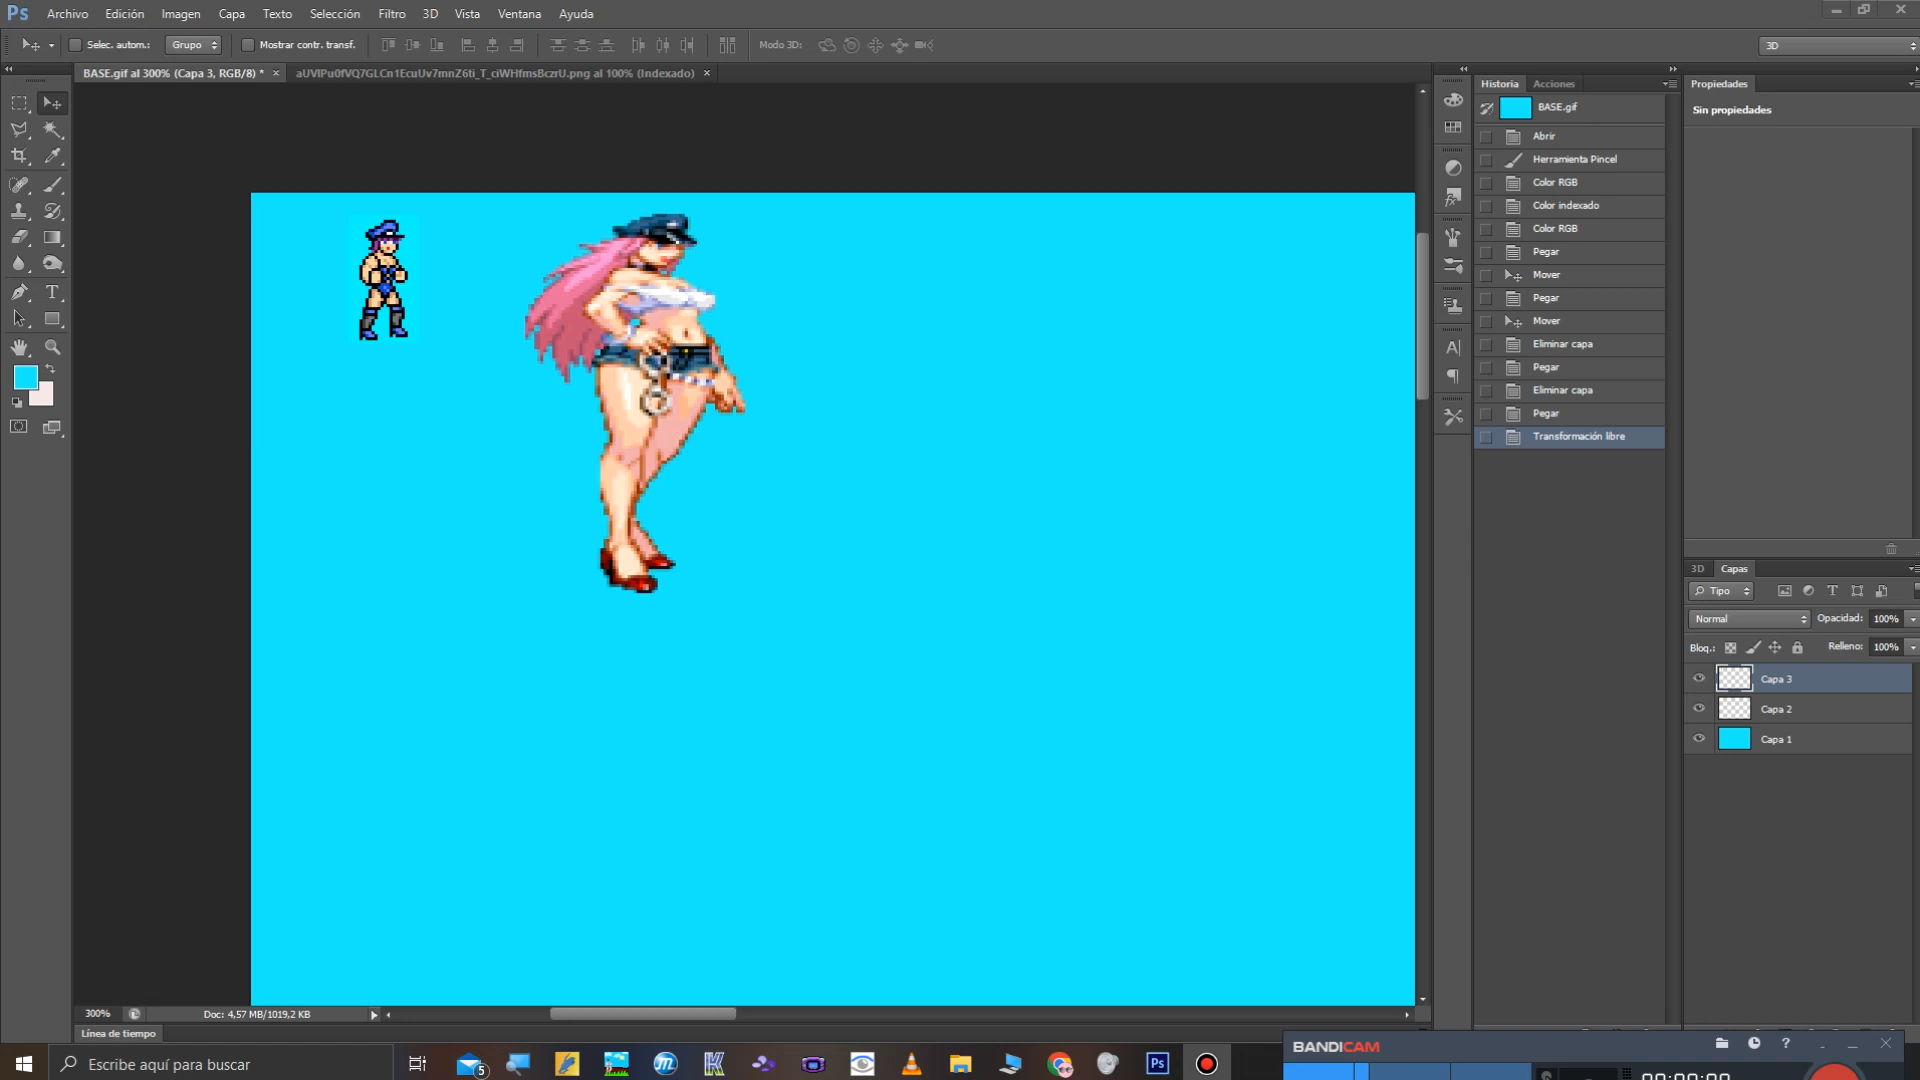 Ps Archivo Edición Imagen Capa Texto Selección Filtro 3D Vista Ventana Ayuda
Selec. autom.: Grupo Mostrar contr. transf. Modo 3D: 3D
BASE.gif al 300% (Capa 3, RGB/8) * × aUVIPu0fVQ7GLCn1EcuUv7mnZ6ti_T_ciWHfmsBczrU.png al 100% (Indexado) ×
Historia Acciones
BASE.gif
Abrir
Herramienta Pincel
Color RGB
Color indexado
Color RGB
Pegar
Mover
Pegar
Mover
Eliminar capa
Pegar
Eliminar capa
Pegar
Transformación libre
Propiedades
Sin propiedades
3D Capas
Tipo
Normal Opacidad: 100%
Bloq.: Relleno: 100%
Capa 3
Capa 2
Capa 1
300% Doc: 4,57 MB/1019,2 KB
Línea de tiempo
BANDICAM
Escribe aquí para buscar
5
Ps